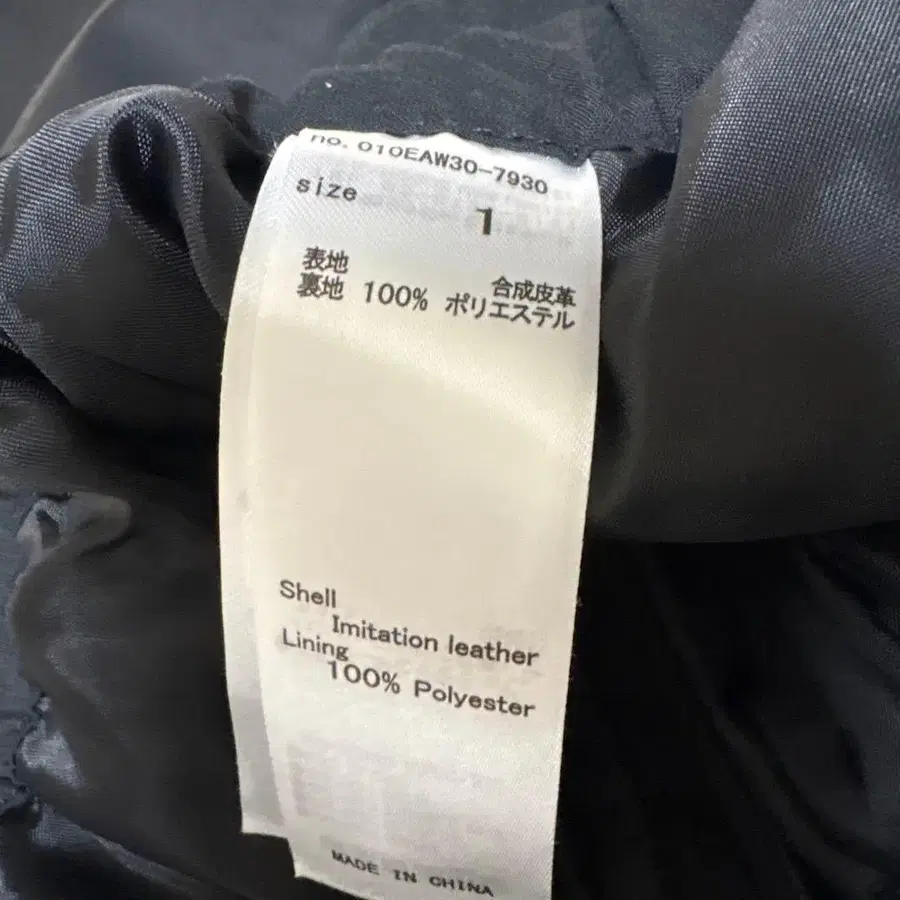 no. 010EAW30-7930
size
1
表地 合成皮革
裏地 100% ポリエステル
Shell
Imitation leather
Lining
100% Polyester
MADE IN CHINA